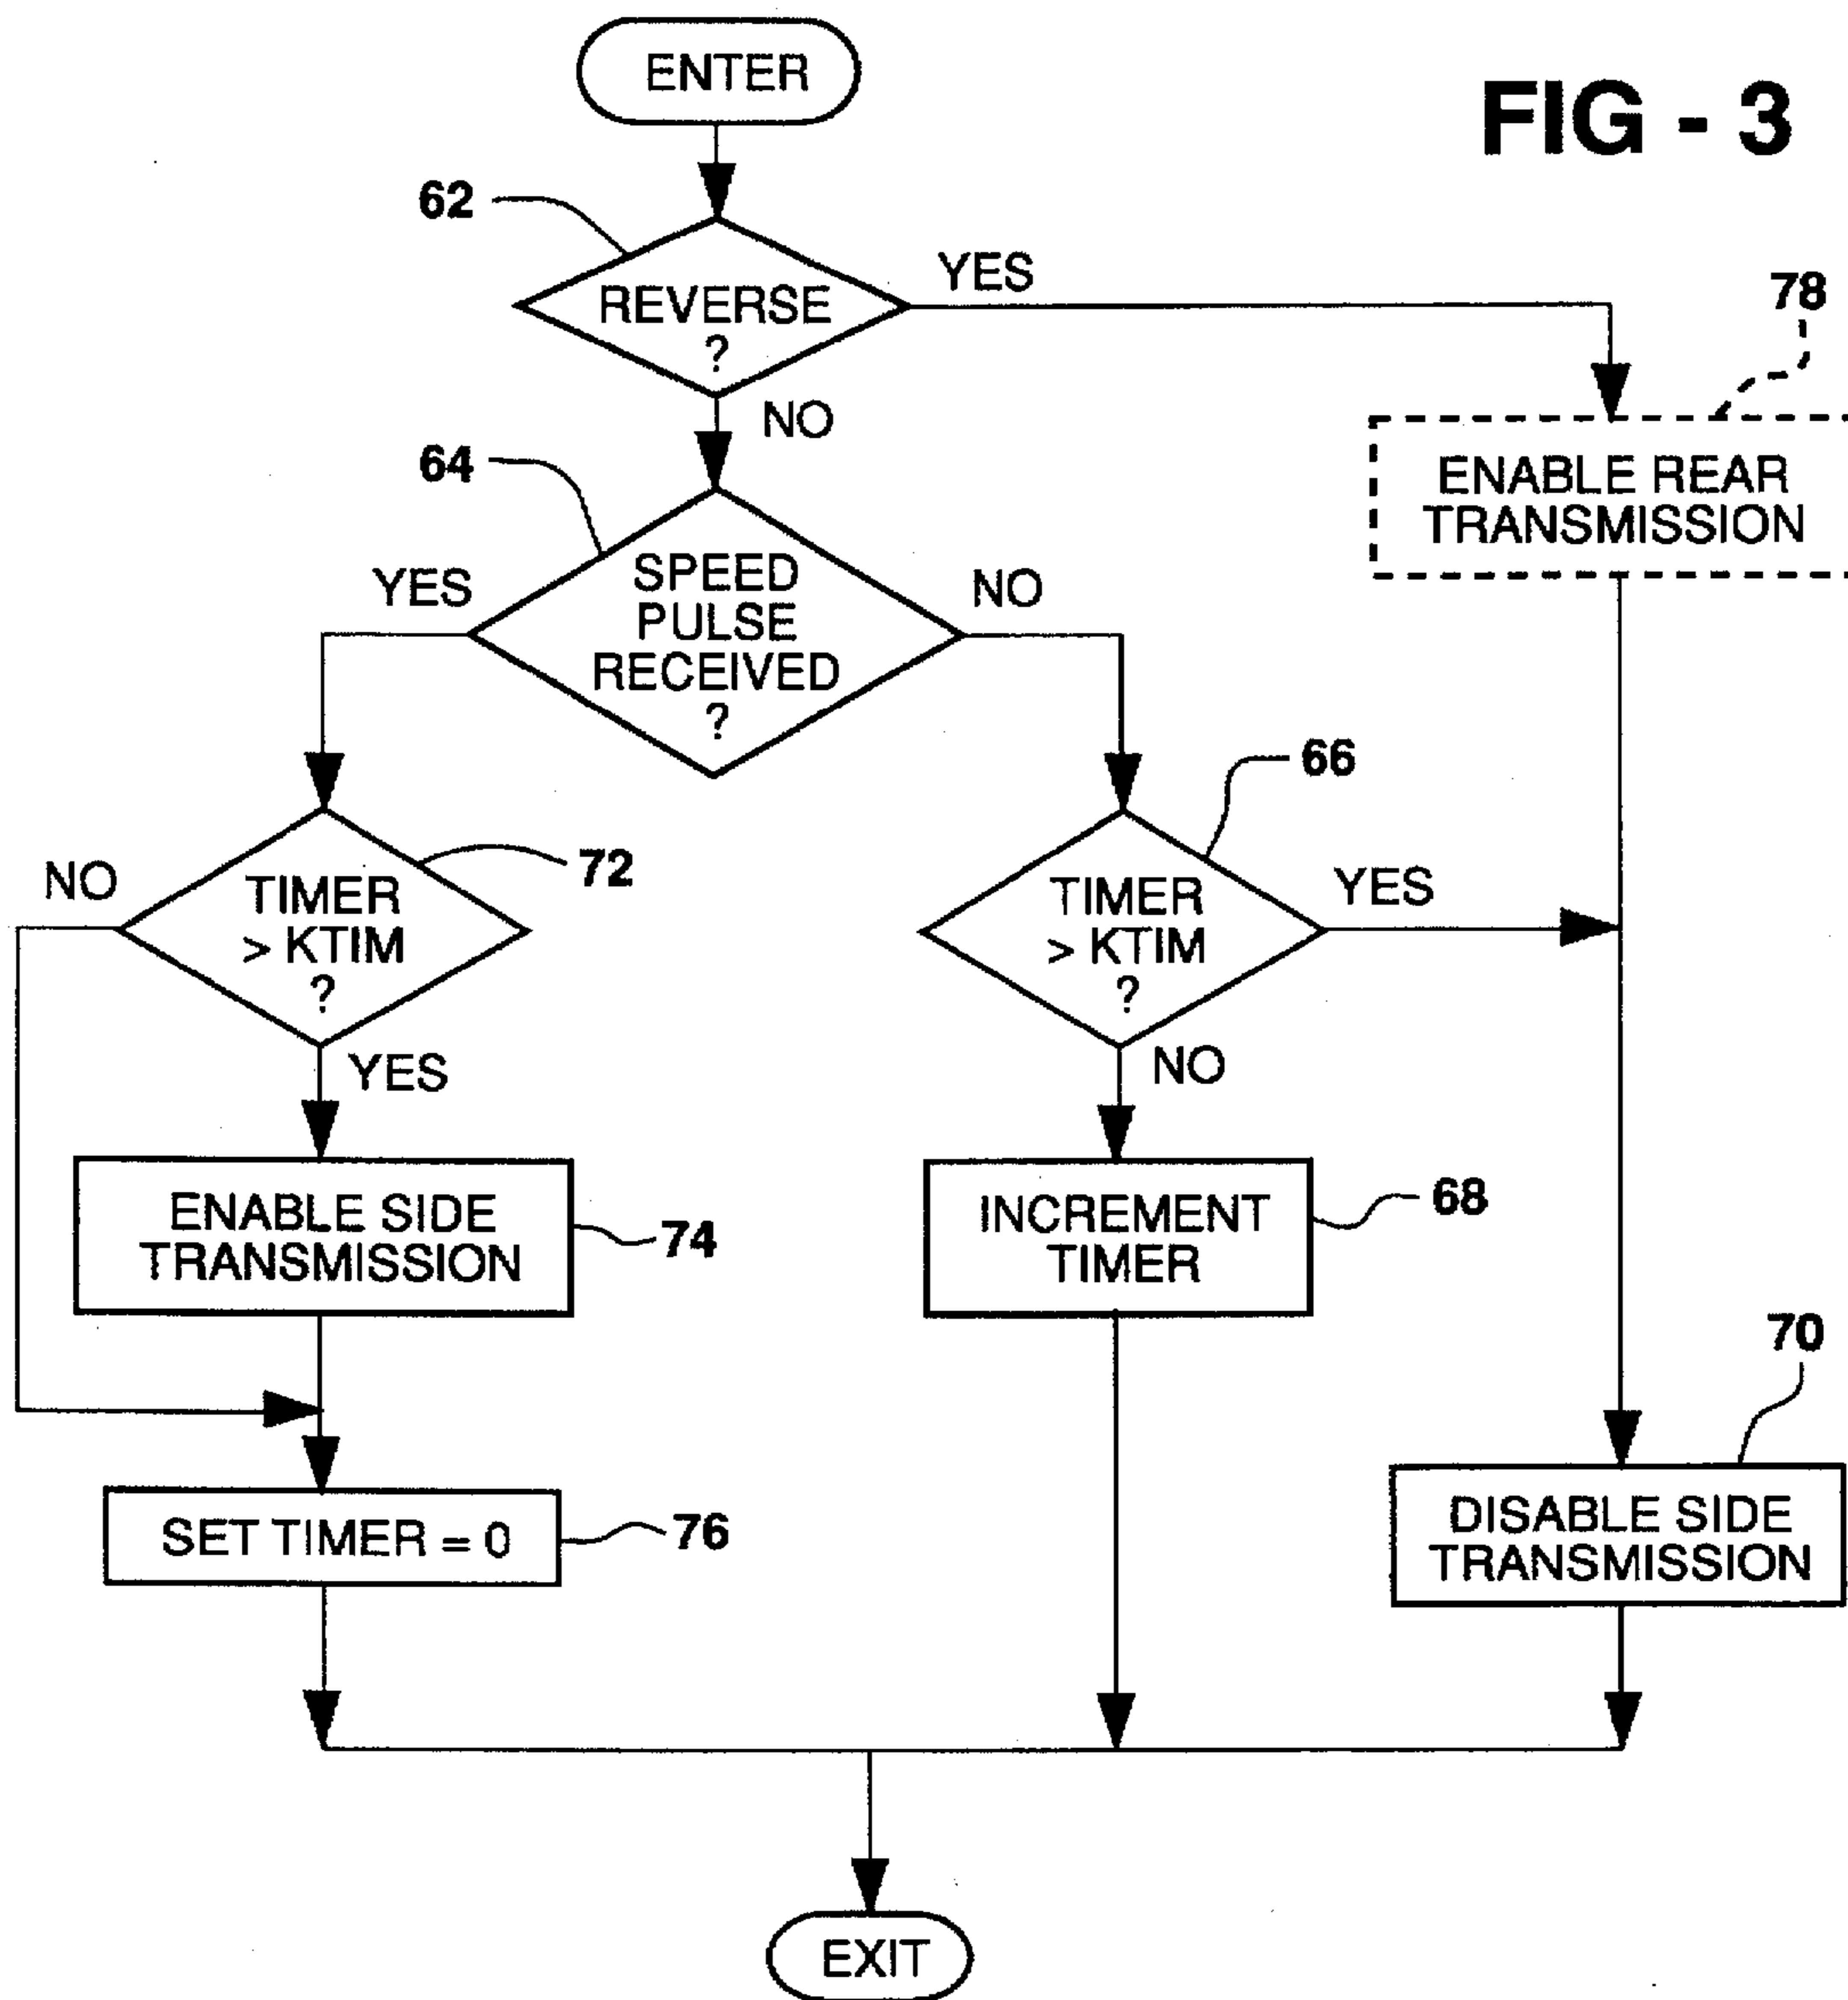 ENTER
FIG - 3
62
REVERSE
?
YES
78
NO
ENABLE REAR
TRANSMISSION
64
SPEED
PULSE
RECEIVED
?
YES
NO
66
72
NO
TIMER
> KTIM
?
YES
TIMER
> KTIM
?
YES
NO
ENABLE SIDE
TRANSMISSION
74
INCREMENT
TIMER
68
70
SET TIMER = 0
76
DISABLE SIDE
TRANSMISSION
EXIT